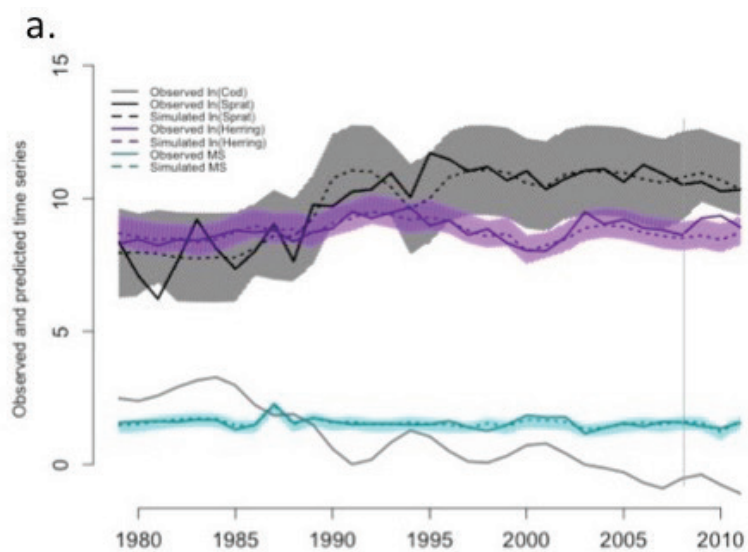 a.
15
10
5
0
Observed and predicted time series
Observed ln(Cod)
Observed ln(Sprat)
Simulated ln(Sprat)
Observed ln(Herring)
Simulated ln(Herring)
Observed MS
Simulated MS
1980 1985 1990 1995 2000 2005 2010